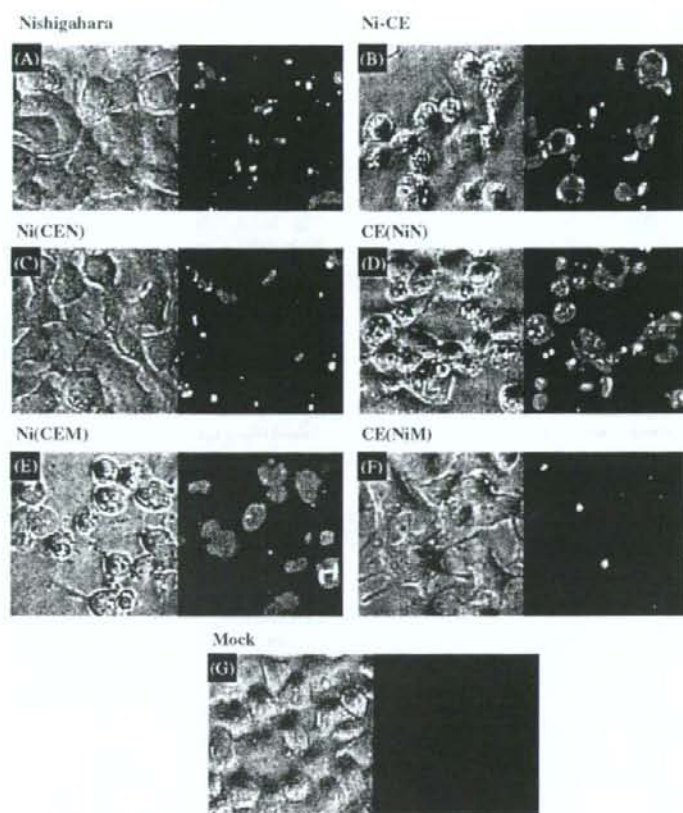 Nishigahara
Ni-CE
(A)
(B)
Ni(CEN)
CE(NiN)
(C)
(D)
Ni(CEM)
CE(NiM)
(E)
(F)
Mock
(G)